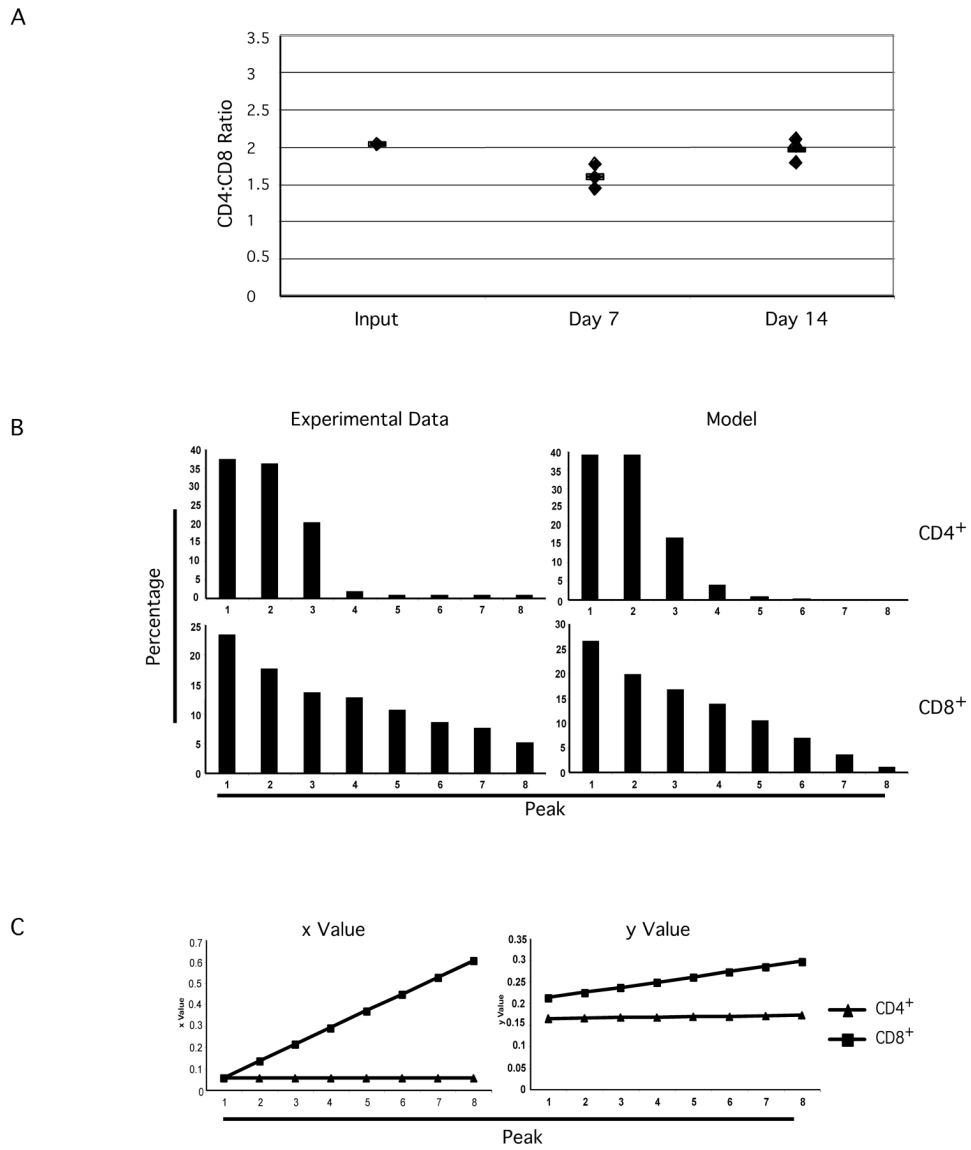 A
CD4:CD8 Ratio
3.5
3
2.5
2
1.5
1
0.5
0
Input Day 7 Day 14
B
Experimental Data Model
Percentage
40
35
30
25
20
15
10
5
0
1 2 3 4 5 6 7 8
40
35
30
25
20
15
10
5
0
1 2 3 4 5 6 7 8
CD4+
25
20
15
10
5
0
1 2 3 4 5 6 7 8
30
25
20
15
10
5
0
1 2 3 4 5 6 7 8
CD8+
Peak
C
x Value y Value
x Value
0.7
0.6
0.5
0.4
0.3
0.2
0.1
0
1 2 3 4 5 6 7 8
y Value
0.35
0.3
0.25
0.2
0.15
0.1
0.05
0
1 2 3 4 5 6 7 8
CD4+
CD8+
Peak